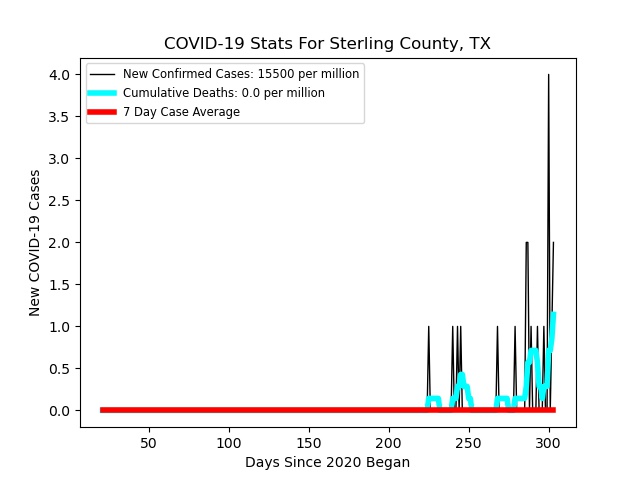 COVID-19 Stats For Sterling County, TX
New Confirmed Cases: 15500 per million
Cumulative Deaths: 0.0 per million
7 Day Case Average
4.0
3.5
3.0
2.5
2.0
1.5
1.0
0.5
0.0
New COVID-19 Cases
50 100 150 200 250 300
Days Since 2020 Began